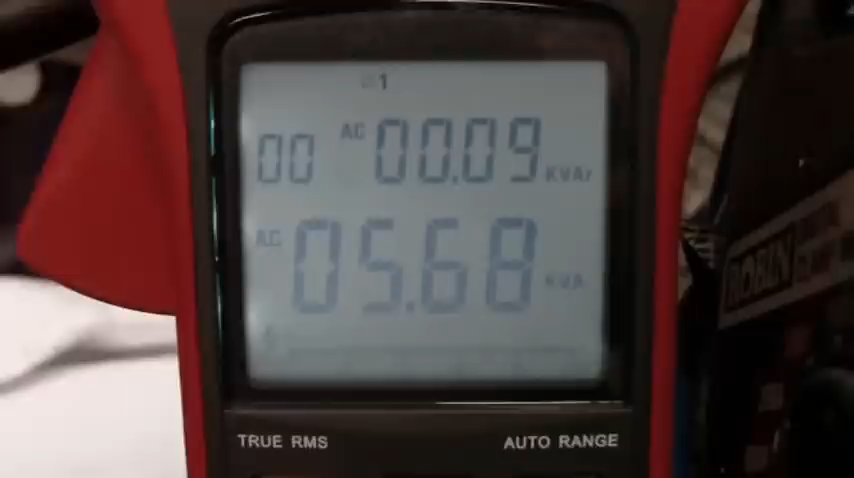 1
00 AC 00.09 KVAr
AC 05.68 KVA
TRUE RMS AUTO RANGE
ROBIN